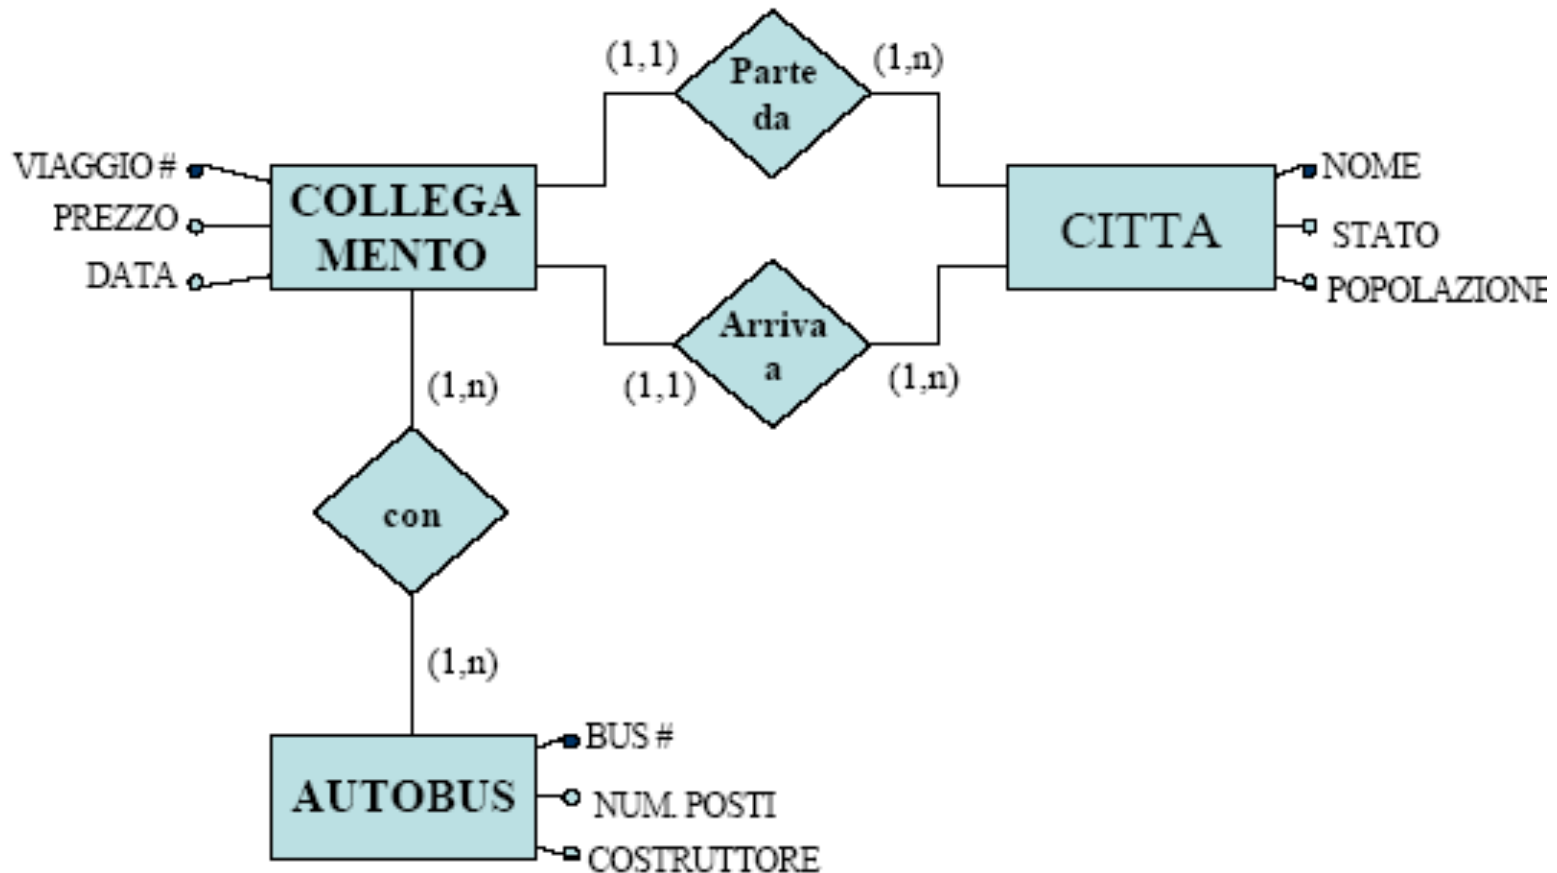 (1,1)
Parte
da
(1,n)
VIAGGIO #
PREZZO
DATA
COLLEGA
MENTO
CITTA
NOME
STATO
POPOLAZIONE
Arriva
a
(1,1)
(1,n)
(1,n)
con
(1,n)
AUTOBUS
BUS #
NUM. POSTI
COSTRUTTORE